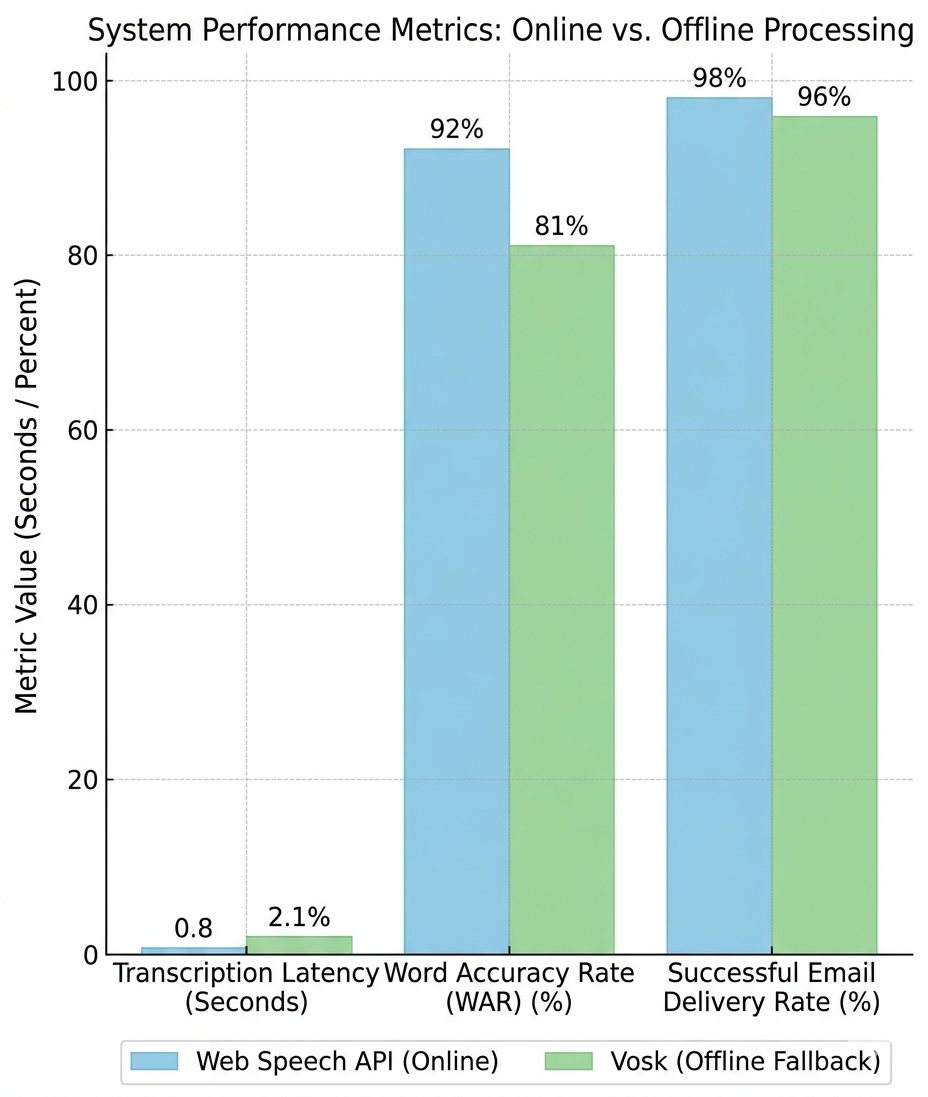 System Performance Metrics: Online vs. Offline Processing
Metric Value (Seconds / Percent)
100
80
60
40
20
0
0.8
2.1%
92%
81%
98%
96%
Transcription Latency
(Seconds)
Word Accuracy Rate
(WAR) (%)
Successful Email
Delivery Rate (%)
Web Speech API (Online)
Vosk (Offline Fallback)